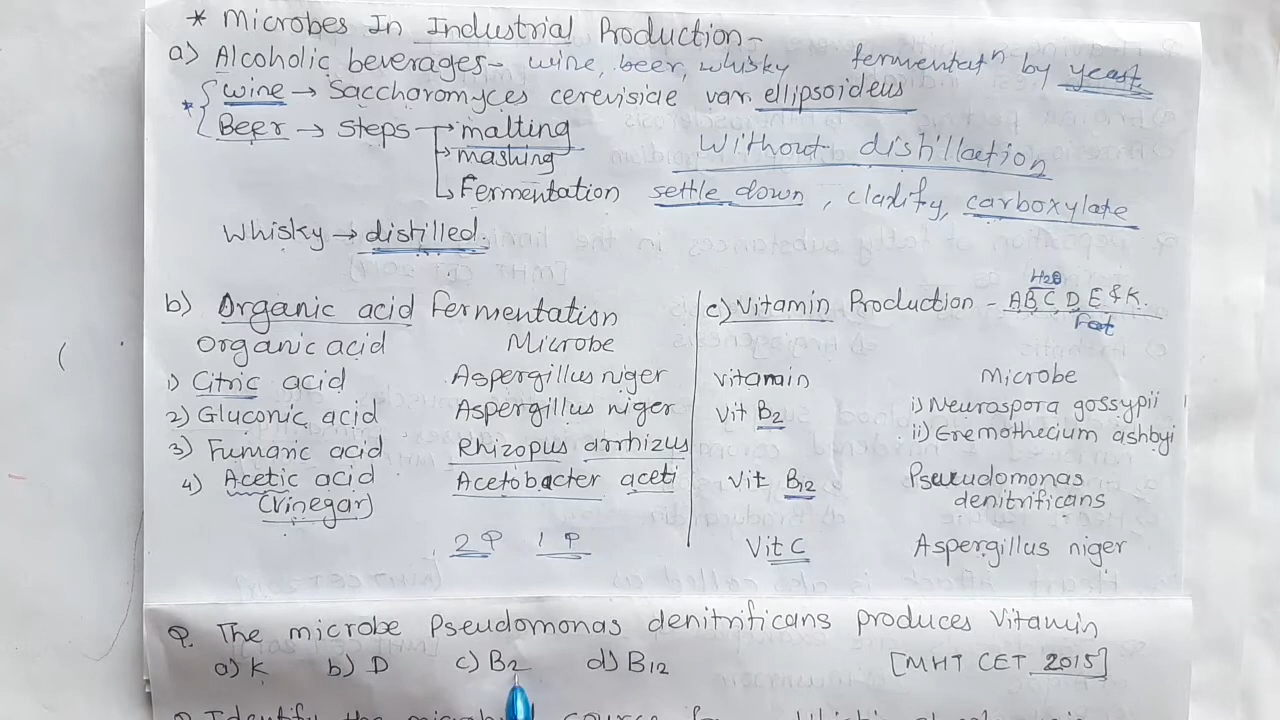 * Microbes In Industrial Production -
a) Alcoholic beverages - wine, beer, whisky fermentatn by yeast
* wine → Saccharomyces cerevisiae var. ellipsoideus
Beer → steps → malting
→ mashing
→ Fermentation
Without distillation
settle down, clarify, carboxylate
Whisky → distilled.
b) Organic acid Fermentation
Organic acid Microbe
1) Citric acid Aspergillus niger
2) Gluconic acid Aspergillus niger
3) Fumaric acid Rhizopus arrhizus
4) Acetic acid Acetobacter aceti
(Vinegar)
2 φ 1 φ
c) Vitamin Production - A B C, D E & K.
H2O
Fat
Vitamin Microbe
Vit B2 i) Neuraspora gossypii
ii) Eremothecium ashbyi
Vit B12 Pseudomonas
denitrificans
Vit C Aspergillus niger
Q. The microbe Pseudomonas denitrificans produces Vitamin
a) K b) D c) B2 d) B12 [MHT CET 2015]